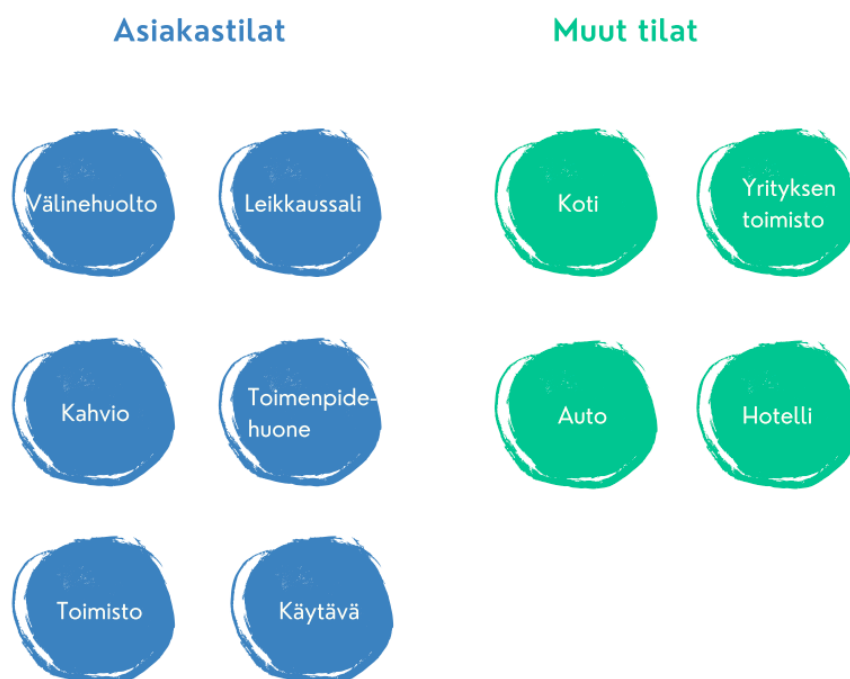 Asiakastilat
Välinehuolto
Leikkaussali
Kahvio
Toimenpide-
huone
Toimisto
Käytävä
Muut tilat
Koti
Yrityksen
toimisto
Auto
Hotelli